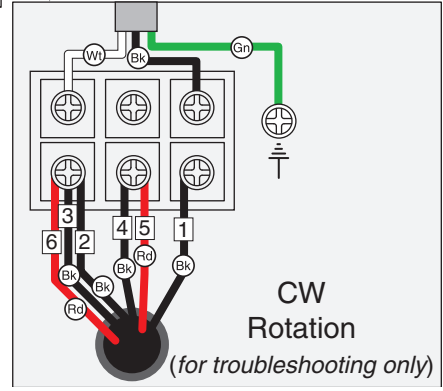 Wt
Bk
Gn
3
6 2 4 5 1
Bk Bk Bk Rd Bk
Rd
CW
Rotation
(for troubleshooting only)